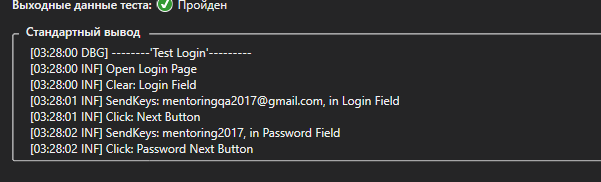 Выходные данные теста: Пройден
Стандартный вывод
[03:28:00 DBG] --------'Test Login'---------
[03:28:00 INF] Open Login Page
[03:28:00 INF] Clear: Login Field
[03:28:01 INF] SendKeys: mentoringqa2017@gmail.com, in Login Field
[03:28:01 INF] Click: Next Button
[03:28:02 INF] SendKeys: mentoring2017, in Password Field
[03:28:02 INF] Click: Password Next Button